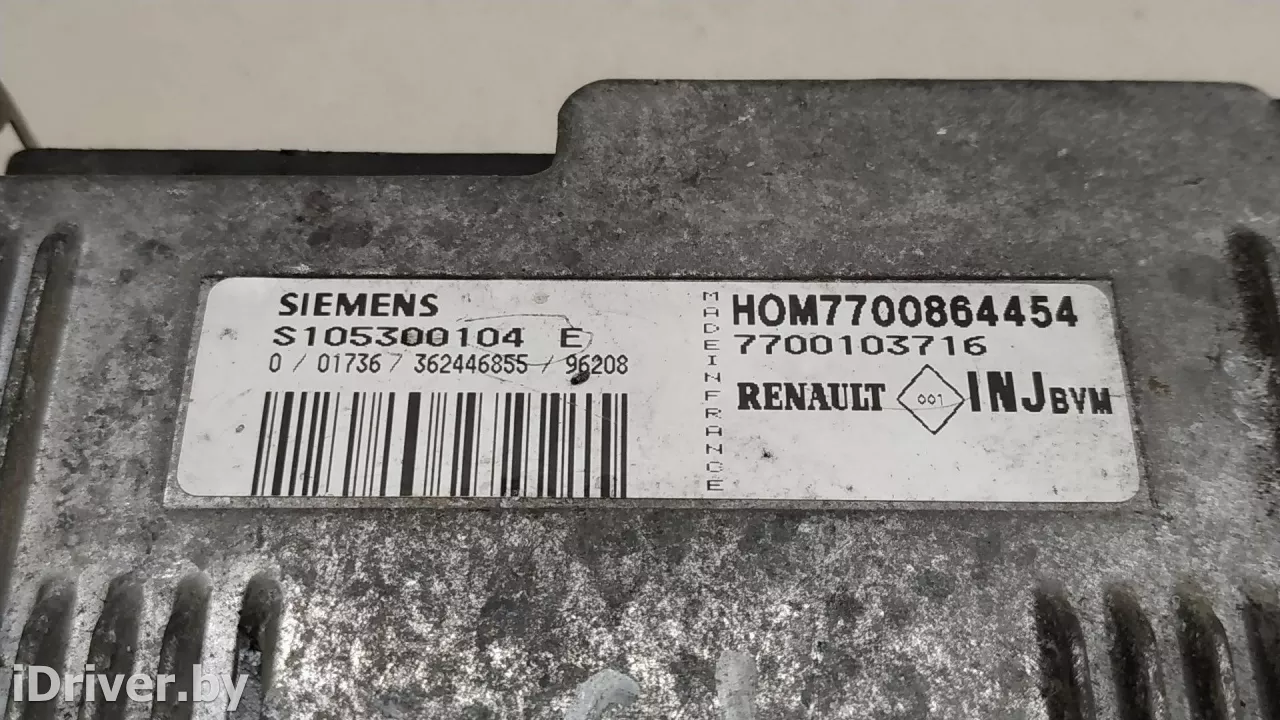 SIEMENS
S105300104 E
0 / 01736 / 362446855 / 96208
MADE IN FRANCE
HOM7700864454
7700103716
RENAULT 001 INJ BVM
iDriver.by